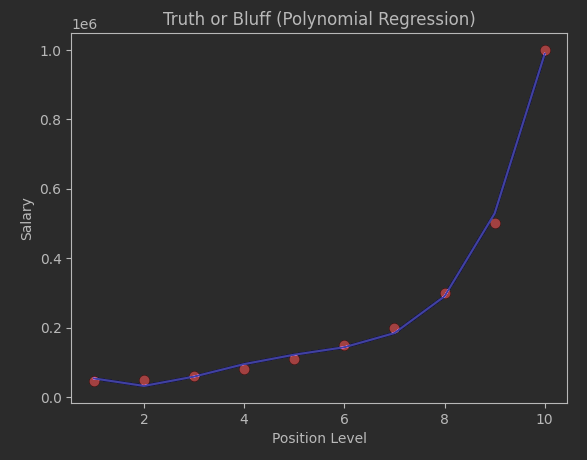 Truth or Bluff (Polynomial Regression)
1e6
1.0
0.8
0.6
0.4
0.2
0.0
Salary
2 4 6 8 10
Position Level